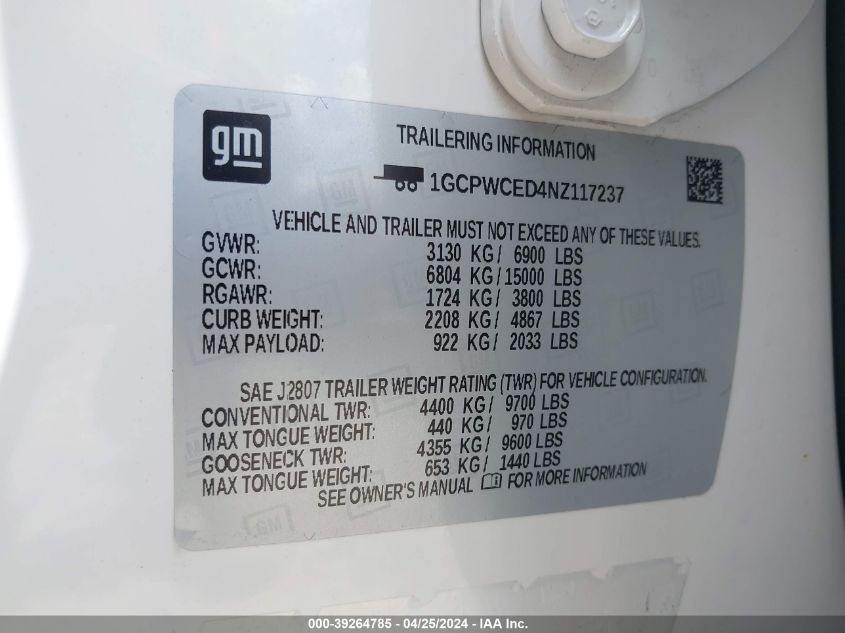 gm
TRAILERING INFORMATION
1GCPWCED4NZ117237
VEHICLE AND TRAILER MUST NOT EXCEED ANY OF THESE VALUES.
GVWR: 3130 KG/ 6900 LBS
GCWR: 6804 KG/15000 LBS
RGAWR: 1724 KG/ 3800 LBS
CURB WEIGHT: 2208 KG/ 4867 LBS
MAX PAYLOAD: 922 KG/ 2033 LBS
SAE J2807 TRAILER WEIGHT RATING (TWR) FOR VEHICLE CONFIGURATION.
CONVENTIONAL TWR: 4400 KG/ 9700 LBS
MAX TONGUE WEIGHT: 440 KG/ 970 LBS
GOOSENECK TWR: 4355 KG/ 9600 LBS
MAX TONGUE WEIGHT: 653 KG/ 1440 LBS
SEE OWNER'S MANUAL FOR MORE INFORMATION
000-39264785 - 04/25/2024 - IAA Inc.